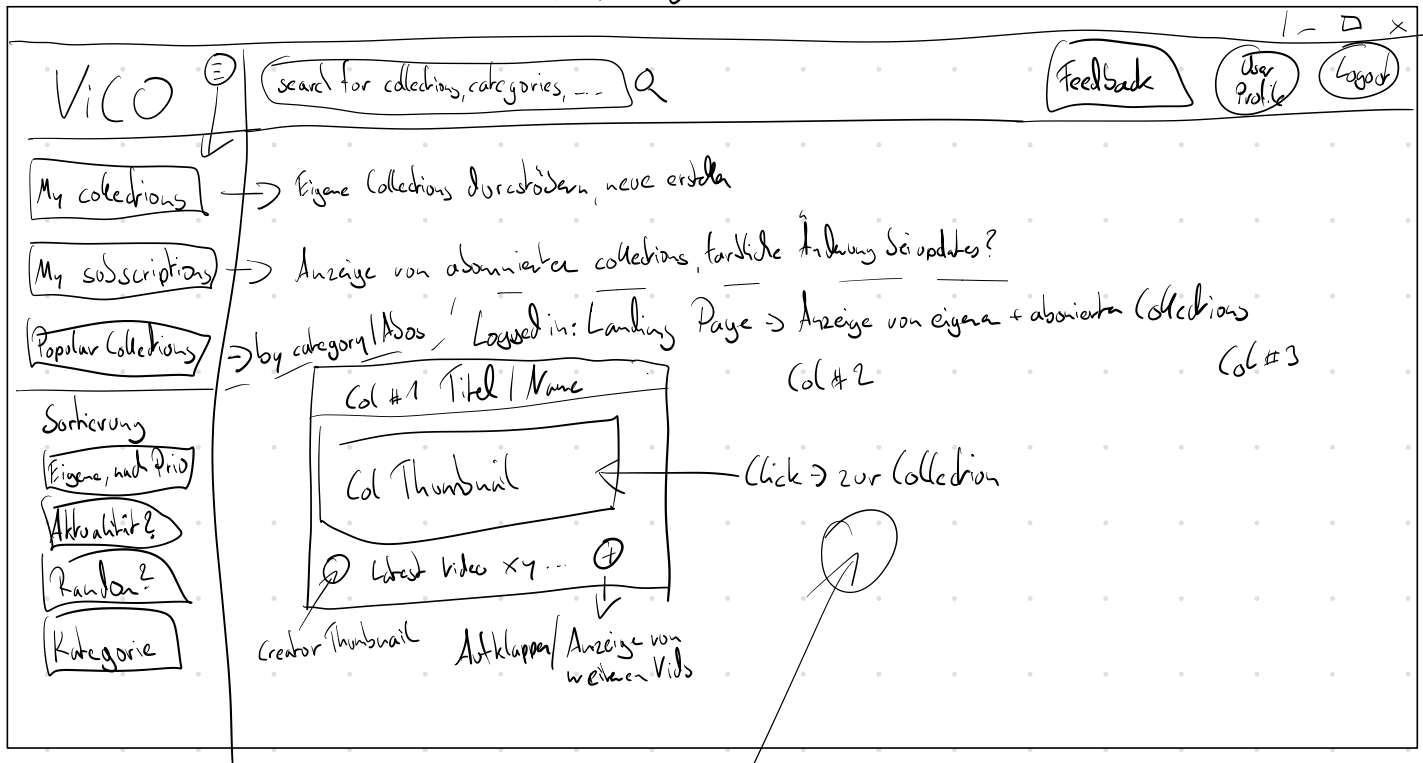 ViCO
search for collections, categories, ...
Feedback
User
Profile
Logout
My collections
Eigene Collections durchstöbern, neue erstellen
My subscriptions
Anzeige von abonnierten collections, farbliche Änderung bei updates?
Popular Collections
by category/Abos
Logged in: Landing Page => Anzeige von eigenen + abonierten Collections
Col #1 Titel / Name
Col #2
Col #3
Sortierung
Eigene, nach Prio
Aktualität?
Random?
Kategorie
Col Thumbnail
Click => zur Collection
Latest Video xy ...
+
Creator Thumbnail
Aufklappen/Anzeige von
weiteren Vids